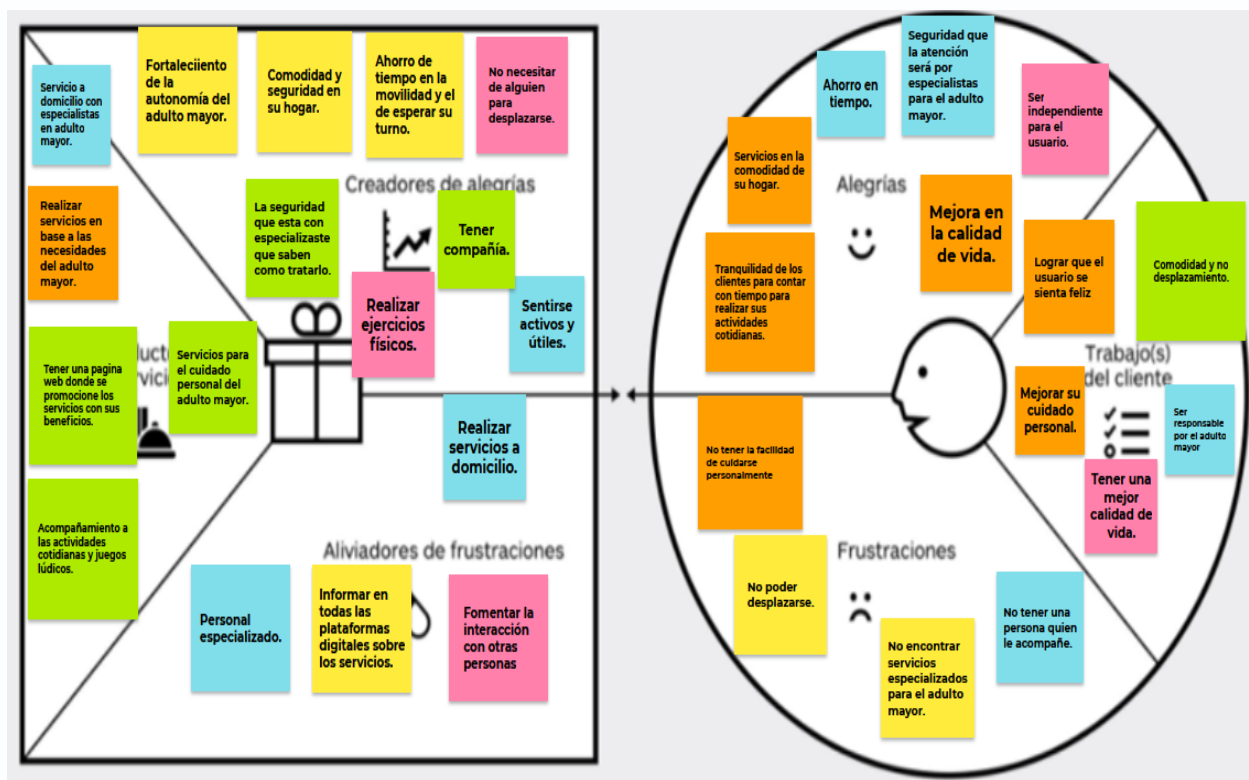 Servicio a
domicilio con
especialistas
en adulto
mayor.
Fortaleciiento
de la
autonomía del
adulto mayor.
Comodidad y
seguridad en
su hogar.
Ahorro de
tiempo en la
movilidad y el
de esperar su
turno.
No necesitar
de alguien
para
desplazarse.
Realizar
servicios en
base a las
necesidades
del adulto
mayor.
La seguridad
que esta con
especializaste
que saben
como tratarlo.
Creadores de alegrías
Tener
compañía.
Realizar
ejercicios
físicos.
Sentirse
activos y
útiles.
Tener una pagina
web donde se
promocione los
servicios con sus
beneficios.
Servicios para
el cuidado
personal del
adulto mayor.
Realizar
servicios a
domicilio.
Acompañamiento a
las actividades
cotidianas y juegos
lúdicos.
Aliviadores de frustraciones
Personal
especializado.
Informar en
todas las
plataformas
digitales sobre
los servicios.
Fomentar la
interacción
con otras
personas
Ahorro en
tiempo.
Seguridad que
la atención
será por
especialistas
para el adulto
mayor.
Ser
independiente
para el
usuario.
Servicios en la
comodidad de
su hogar.
Alegrías
Mejora en
la calidad
de vida.
Tranquilidad de los
clientes para contar
con tiempo para
realizar sus
actividades
cotidianas.
Lograr que el
usuario se
sienta feliz
Comodidad y no
desplazamiento.
Trabajo(s)
del cliente
Mejorar su
cuidado
personal.
Ser
responsable
por el adulto
mayor
Tener una
mejor
calidad de
vida.
No tener la facilidad
de cuidarse
personalmente
Frustraciones
No poder
desplazarse.
No encontrar
servicios
especializados
para el adulto
mayor.
No tener una
persona quien
le acompañe.